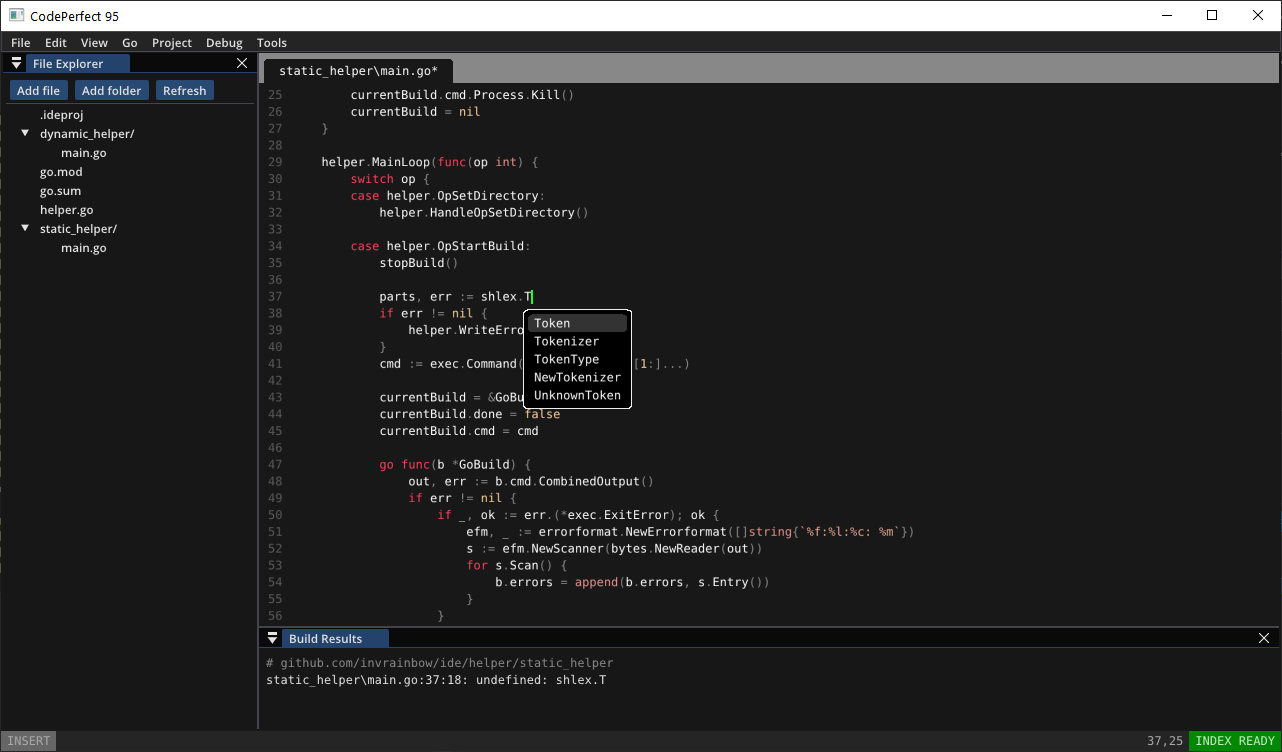 CodePerfect 95
File Edit View Go Project Debug Tools
File Explorer
Add file Add folder Refresh
.ideproj
dynamic_helper/
main.go
go.mod
go.sum
helper.go
static_helper/
main.go
static_helper\main.go*
25 currentBuild.cmd.Process.Kill()
26 currentBuild = nil
27 }
28
29 helper.MainLoop(func(op int) {
30 switch op {
31 case helper.OpSetDirectory:
32 helper.HandleOpSetDirectory()
33
34 case helper.OpStartBuild:
35 stopBuild()
36
37 parts, err := shlex.T
38 if err != nil {
39 helper.WriteErro
40 }
41 cmd := exec.Command( [1:]...)
42
43 currentBuild = &GoBu
44 currentBuild.done = false
45 currentBuild.cmd = cmd
46
47 go func(b *GoBuild) {
48 out, err := b.cmd.CombinedOutput()
49 if err != nil {
50 if _, ok := err.(*exec.ExitError); ok {
51 efm, _ := errorformat.NewErrorformat([]string{`%f:%l:%c: %m`})
52 s := efm.NewScanner(bytes.NewReader(out))
53 for s.Scan() {
54 b.errors = append(b.errors, s.Entry())
55 }
56 }
Token
Tokenizer
TokenType
NewTokenizer
UnknownToken
Build Results
# github.com/invrainbow/ide/helper/static_helper
static_helper\main.go:37:18: undefined: shlex.T
INSERT 37,25 INDEX READY